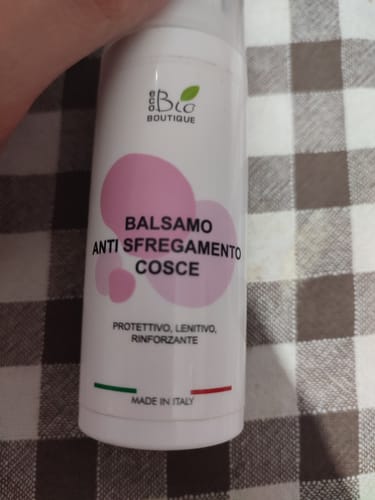 eco Bio
BOUTIQUE
BALSAMO
ANTI SFREGAMENTO
COSCE
PROTETTIVO, LENITIVO,
RINFORZANTE
MADE IN ITALY